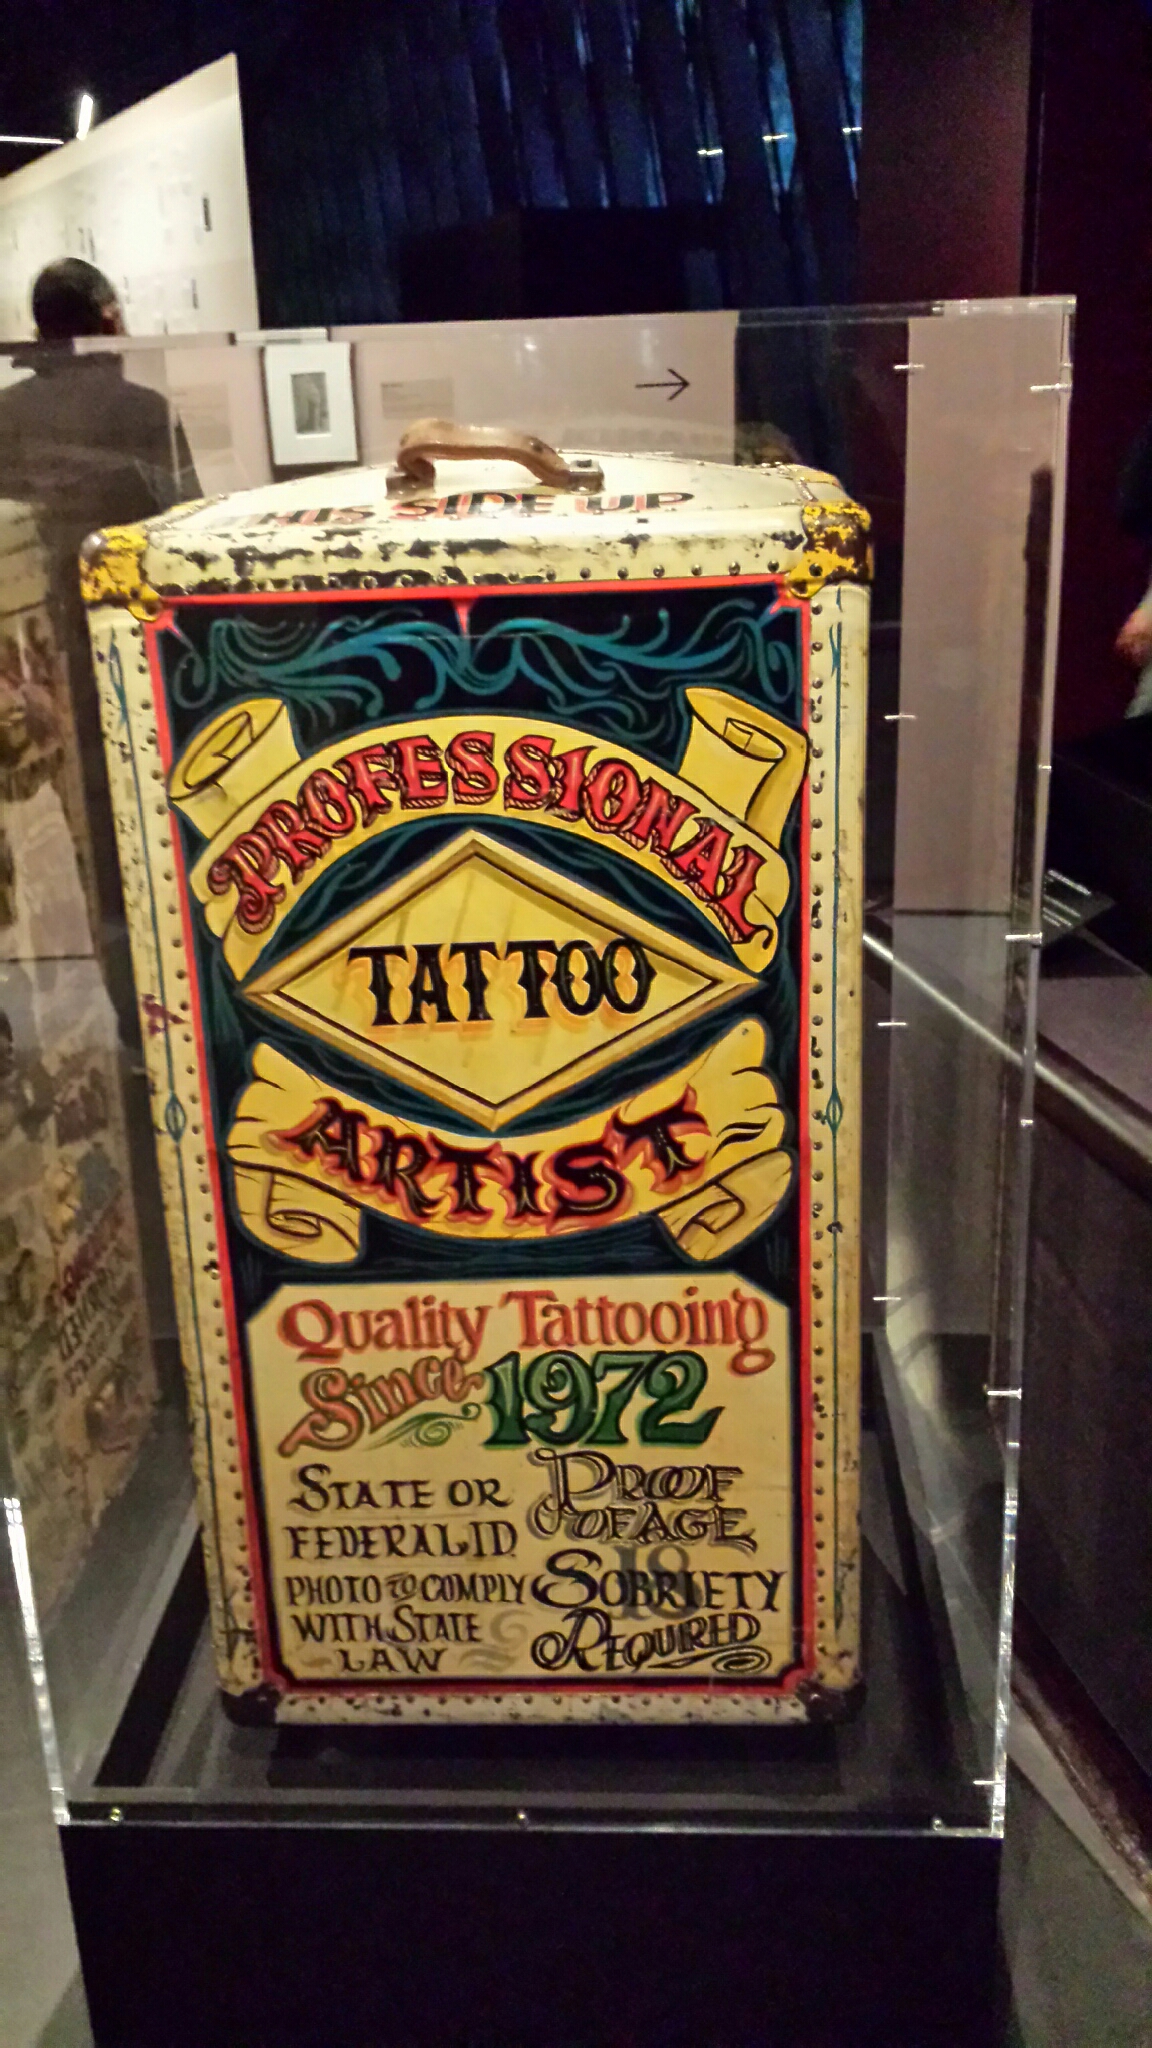 THIS SIDE UP
PROFESSIONAL
TATTOO
ARTIST
Quality Tattooing
Since 1972
STATE OR
FEDERAL ID
PHOTO TO COMPLY
WITH STATE
LAW
PROOF
OF AGE
18
SOBRIETY
REQUIRED